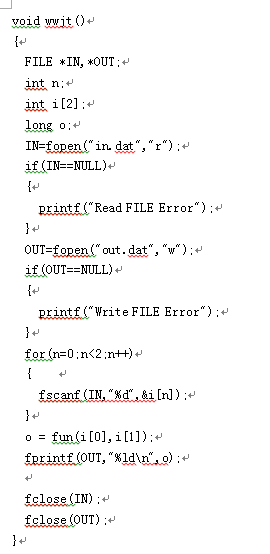 void wwjt()
{
FILE *IN,*OUT;
int n;
int i[2];
long o;
IN=fopen("in.dat","r");
if(IN==NULL)
{
printf("Read FILE Error");
}
OUT=fopen("out.dat","w");
if(OUT==NULL)
{
printf("Write FILE Error");
}
for(n=0;n<2;n++)
{
fscanf(IN,"%d",&i[n]);
}
o = fun(i[0],i[1]);
fprintf(OUT,"%ld\n",o);
fclose(IN);
fclose(OUT);
}